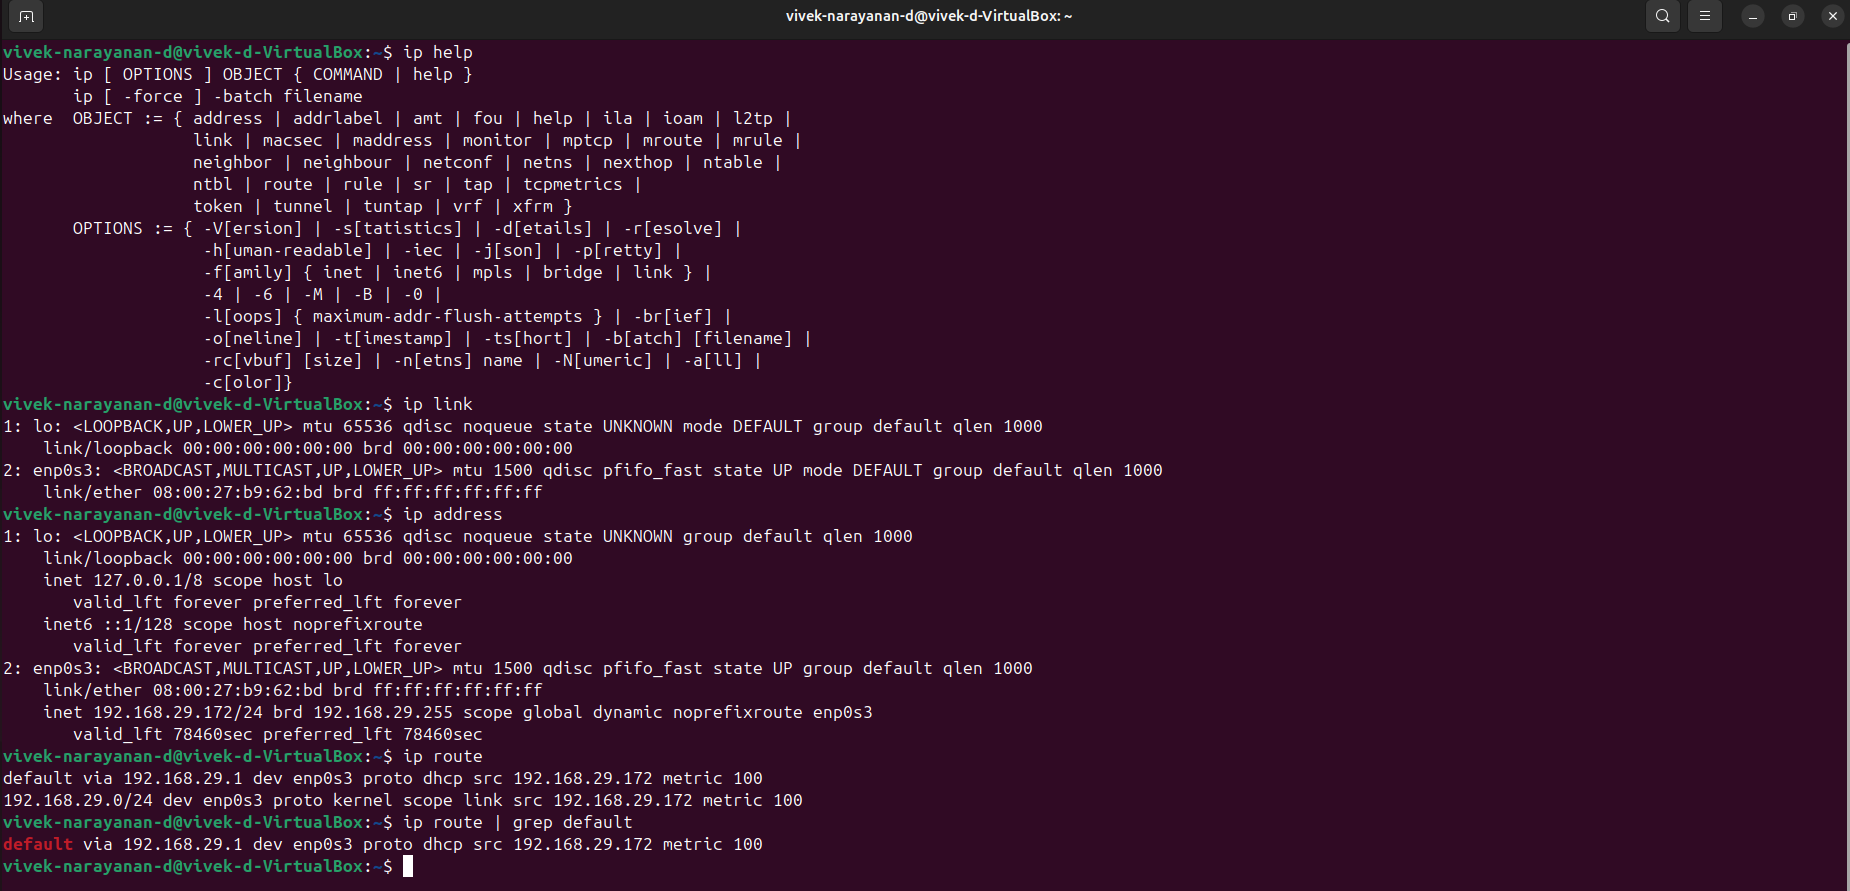 vivek-narayanan-d@vivek-d-VirtualBox: ~
vivek-narayanan-d@vivek-d-VirtualBox:~$ ip help
Usage: ip [ OPTIONS ] OBJECT { COMMAND | help }
       ip [ -force ] -batch filename
where  OBJECT := { address | addrlabel | amt | fou | help | ila | ioam | l2tp |
                   link | macsec | maddress | monitor | mptcp | mroute | mrule |
                   neighbor | neighbour | netconf | netns | nexthop | ntable |
                   ntbl | route | rule | sr | tap | tcpmetrics |
                   token | tunnel | tuntap | vrf | xfrm }
       OPTIONS := { -V[ersion] | -s[tatistics] | -d[etails] | -r[esolve] |
                    -h[uman-readable] | -iec | -j[son] | -p[retty] |
                    -f[amily] { inet | inet6 | mpls | bridge | link } |
                    -4 | -6 | -M | -B | -0 |
                    -l[oops] { maximum-addr-flush-attempts } | -br[ief] |
                    -o[neline] | -t[imestamp] | -ts[hort] | -b[atch] [filename] |
                    -rc[vbuf] [size] | -n[etns] name | -N[umeric] | -a[ll] |
                    -c[olor]}
vivek-narayanan-d@vivek-d-VirtualBox:~$ ip link
1: lo: <LOOPBACK,UP,LOWER_UP> mtu 65536 qdisc noqueue state UNKNOWN mode DEFAULT group default qlen 1000
    link/loopback 00:00:00:00:00:00 brd 00:00:00:00:00:00
2: enp0s3: <BROADCAST,MULTICAST,UP,LOWER_UP> mtu 1500 qdisc pfifo_fast state UP mode DEFAULT group default qlen 1000
    link/ether 08:00:27:b9:62:bd brd ff:ff:ff:ff:ff:ff
vivek-narayanan-d@vivek-d-VirtualBox:~$ ip address
1: lo: <LOOPBACK,UP,LOWER_UP> mtu 65536 qdisc noqueue state UNKNOWN group default qlen 1000
    link/loopback 00:00:00:00:00:00 brd 00:00:00:00:00:00
    inet 127.0.0.1/8 scope host lo
       valid_lft forever preferred_lft forever
    inet6 ::1/128 scope host noprefixroute
       valid_lft forever preferred_lft forever
2: enp0s3: <BROADCAST,MULTICAST,UP,LOWER_UP> mtu 1500 qdisc pfifo_fast state UP group default qlen 1000
    link/ether 08:00:27:b9:62:bd brd ff:ff:ff:ff:ff:ff
    inet 192.168.29.172/24 brd 192.168.29.255 scope global dynamic noprefixroute enp0s3
       valid_lft 78460sec preferred_lft 78460sec
vivek-narayanan-d@vivek-d-VirtualBox:~$ ip route
default via 192.168.29.1 dev enp0s3 proto dhcp src 192.168.29.172 metric 100
192.168.29.0/24 dev enp0s3 proto kernel scope link src 192.168.29.172 metric 100
vivek-narayanan-d@vivek-d-VirtualBox:~$ ip route | grep default
default via 192.168.29.1 dev enp0s3 proto dhcp src 192.168.29.172 metric 100
vivek-narayanan-d@vivek-d-VirtualBox:~$